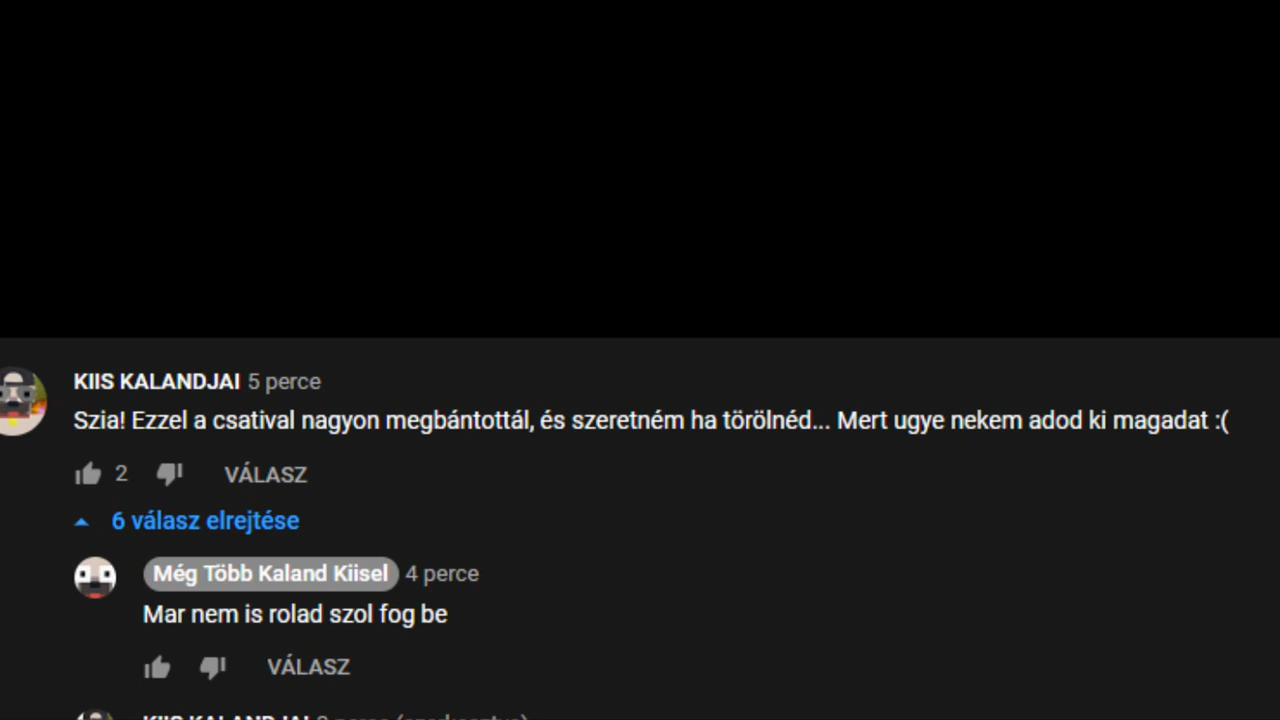 KIIS KALANDJAI 5 perce
Szia! Ezzel a csatival nagyon megbántottál, és szeretném ha törölnéd... Mert ugye nekem adod ki magadat :(
2 VÁLASZ
6 válasz elrejtése
Még Több Kaland Kiisel 4 perce
Mar nem is rolad szol fog be
VÁLASZ
KIIS KALANDJAI